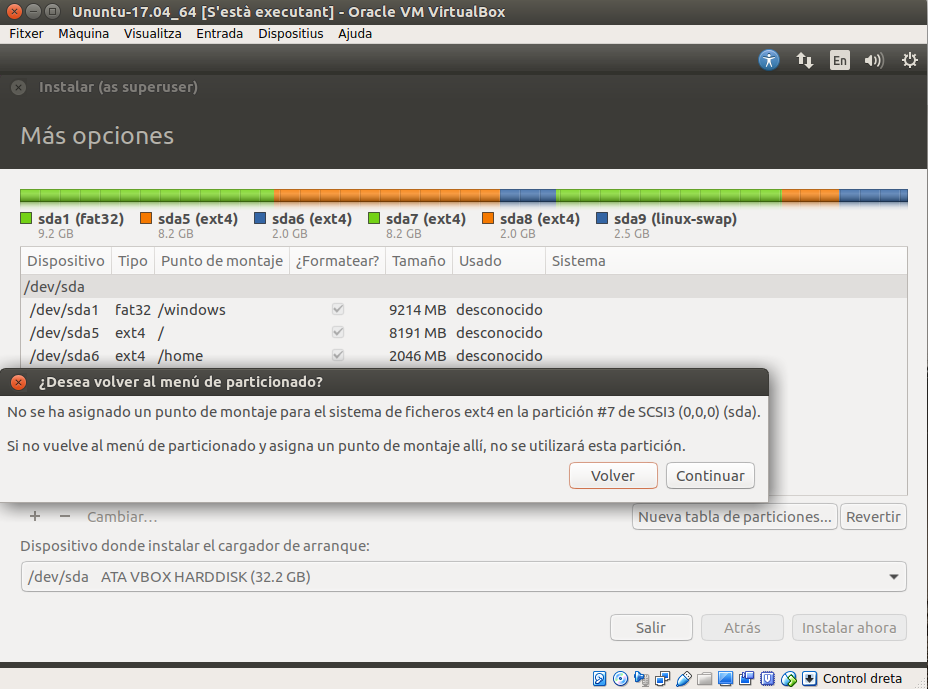 Ununtu-17.04_64 [S'està executant] - Oracle VM VirtualBox
Fitxer Màquina Visualitza Entrada Dispositius Ajuda
En
Instalar (as superuser)
Más opciones
sda1 (fat32) sda5 (ext4) sda6 (ext4) sda7 (ext4) sda8 (ext4) sda9 (linux-swap)
9.2 GB 8.2 GB 2.0 GB 8.2 GB 2.0 GB 2.5 GB
Dispositivo Tipo Punto de montaje ¿Formatear? Tamaño Usado Sistema
/dev/sda
/dev/sda1 fat32 /windows 9214 MB desconocido
/dev/sda5 ext4 / 8191 MB desconocido
/dev/sda6 ext4 /home 2046 MB desconocido
¿Desea volver al menú de particionado?
No se ha asignado un punto de montaje para el sistema de ficheros ext4 en la partición #7 de SCSI3 (0,0,0) (sda).
Si no vuelve al menú de particionado y asigna un punto de montaje allí, no se utilizará esta partición.
Volver Continuar
+ − Cambiar... Nueva tabla de particiones... Revertir
Dispositivo donde instalar el cargador de arranque:
/dev/sda ATA VBOX HARDDISK (32.2 GB)
Salir Atrás Instalar ahora
Control dreta